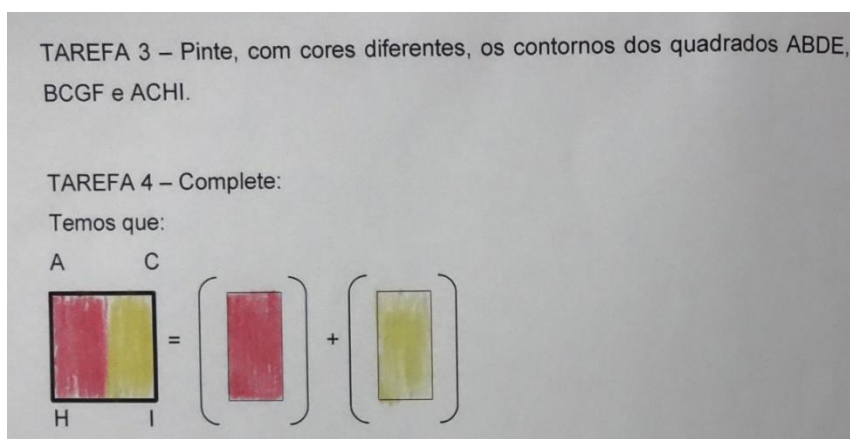 TAREFA 3 – Pinte, com cores diferentes, os contornos dos quadrados ABDE,
BCGF e ACHI.
TAREFA 4 – Complete:
Temos que:
A C
= +
H I